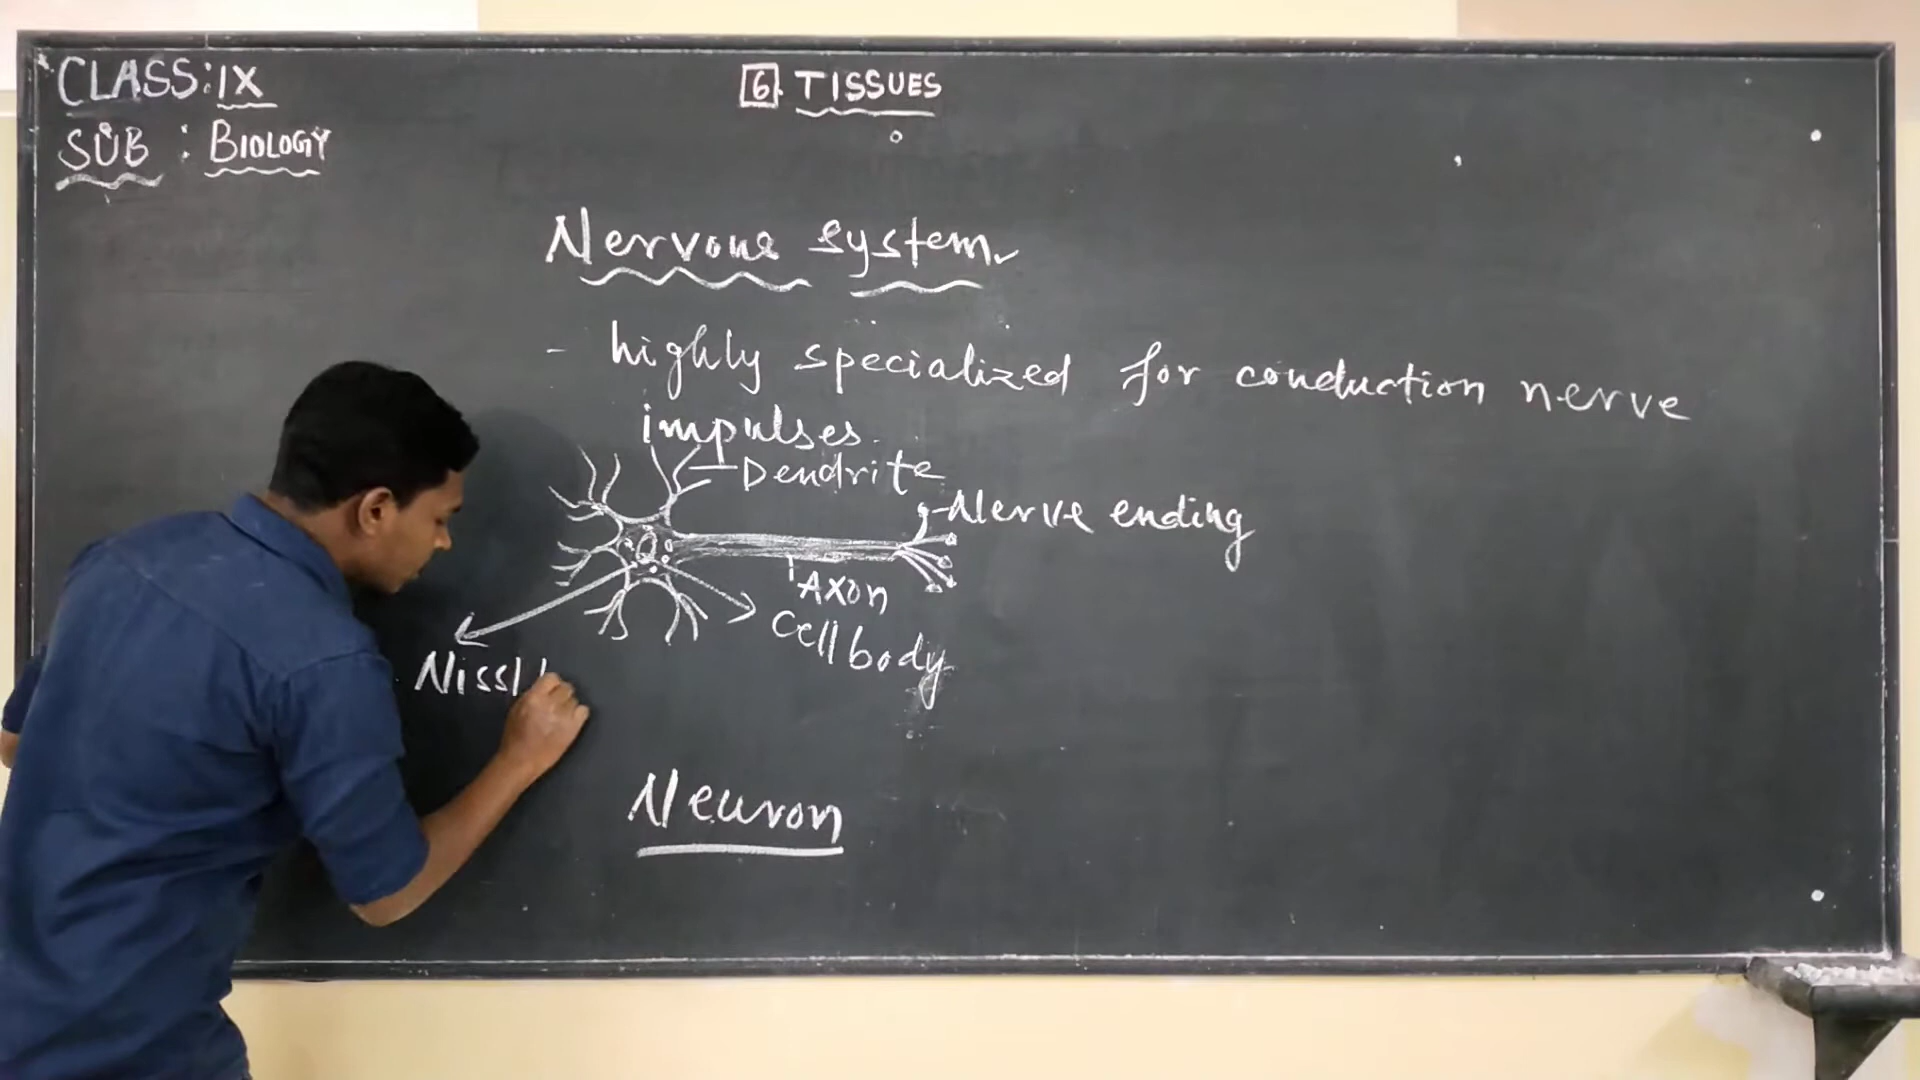 CLASS: IX
6. TISSUES
SUB : BIOLOGY
Nervous system
- highly specialized for conduction nerve
impulses.
Dendrite
Nerve ending
Axon
Cell body
Nissl
Neuron